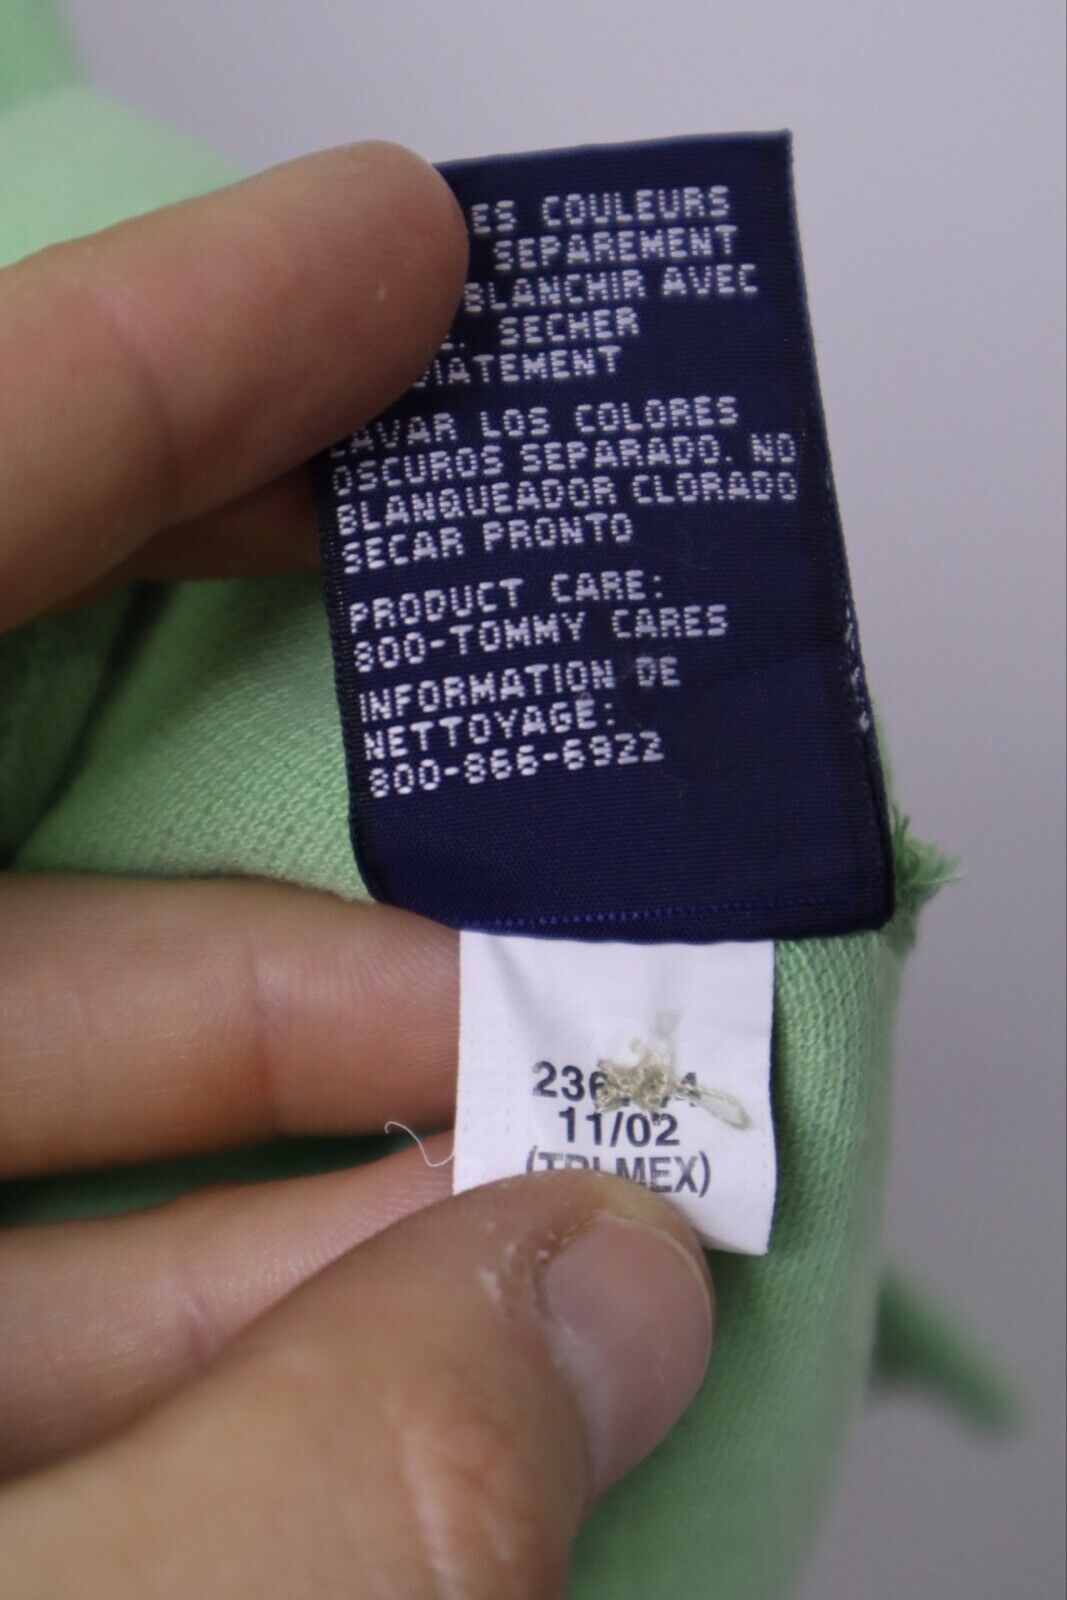 ES COULEURS
SEPAREMENT
BLANCHIR AVEC
SECHER
DIATEMENT
LAVAR LOS COLORES
OSCUROS SEPARADO. NO
BLANQUEADOR CLORADO
SECAR PRONTO
PRODUCT CARE:
800-TOMMY CARES
INFORMATION DE
NETTOYAGE:
800-866-6922
11/02
MEX)